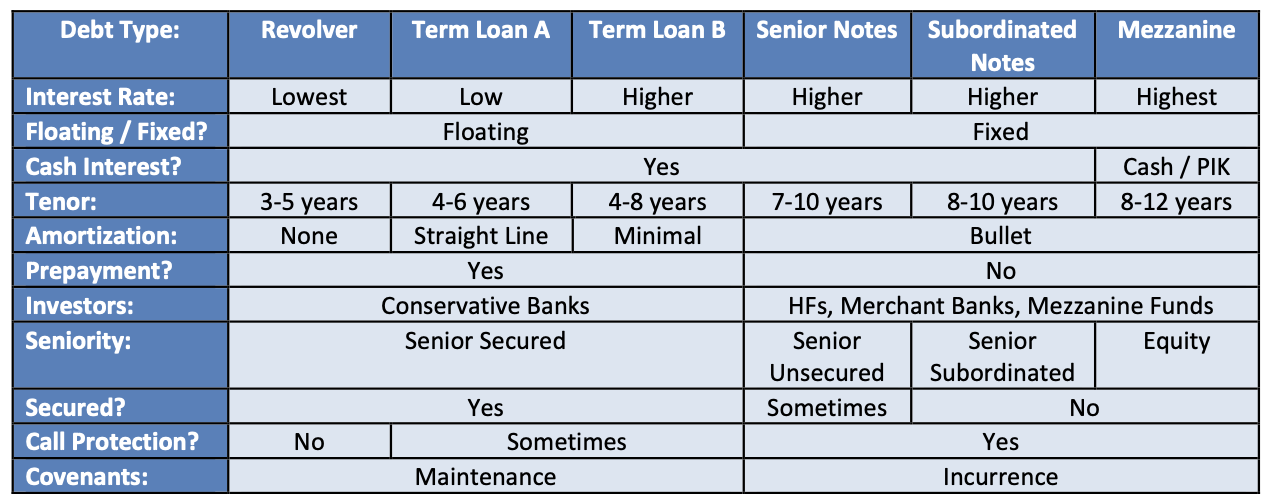 Debt Type: Revolver Term Loan A Term Loan B Senior Notes Subordinated Notes Mezzanine
Interest Rate: Lowest Low Higher Higher Higher Highest
Floating / Fixed? Floating Fixed
Cash Interest? Yes Cash / PIK
Tenor: 3-5 years 4-6 years 4-8 years 7-10 years 8-10 years 8-12 years
Amortization: None Straight Line Minimal Bullet
Prepayment? Yes No
Investors: Conservative Banks HFs, Merchant Banks, Mezzanine Funds
Seniority: Senior Secured Senior Unsecured Senior Subordinated Equity
Secured? Yes Sometimes No
Call Protection? No Sometimes Yes
Covenants: Maintenance Incurrence